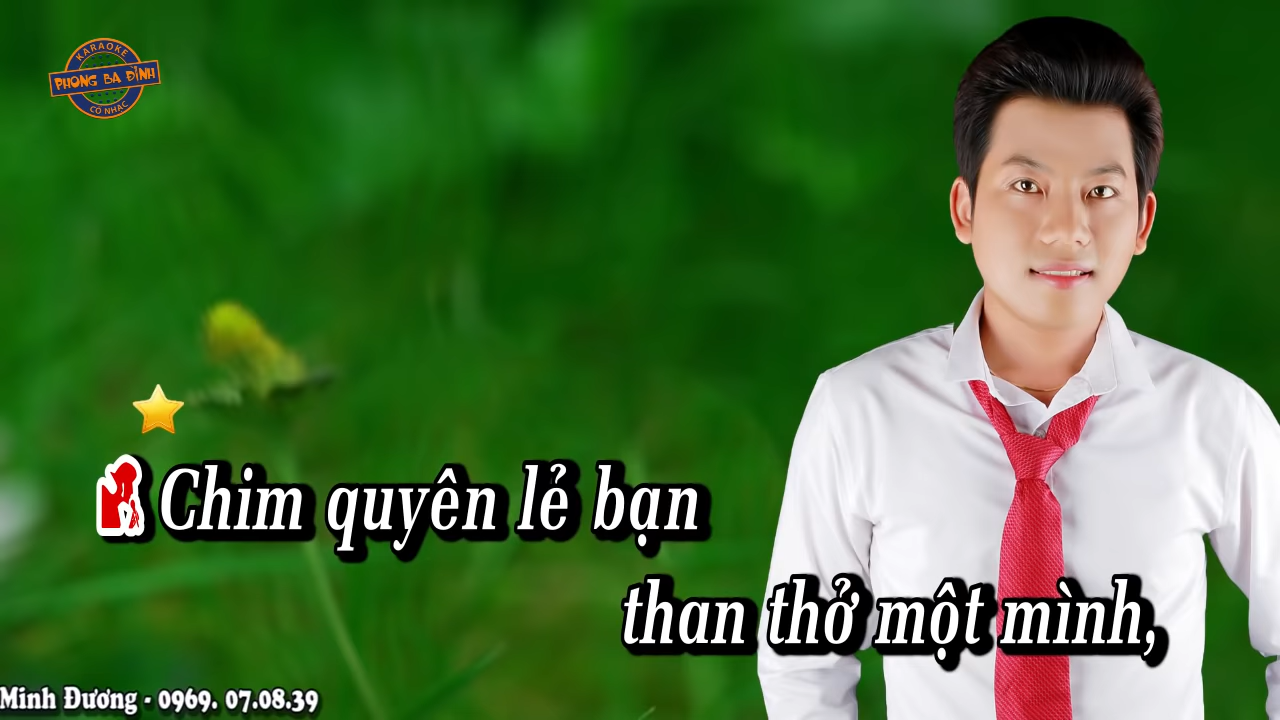 KARAOKE
PHONG BA ĐÌNH
CỔ NHẠC
Chim quyên lẻ bạn
than thở một mình,
Minh Đương - 0969. 07.08.39